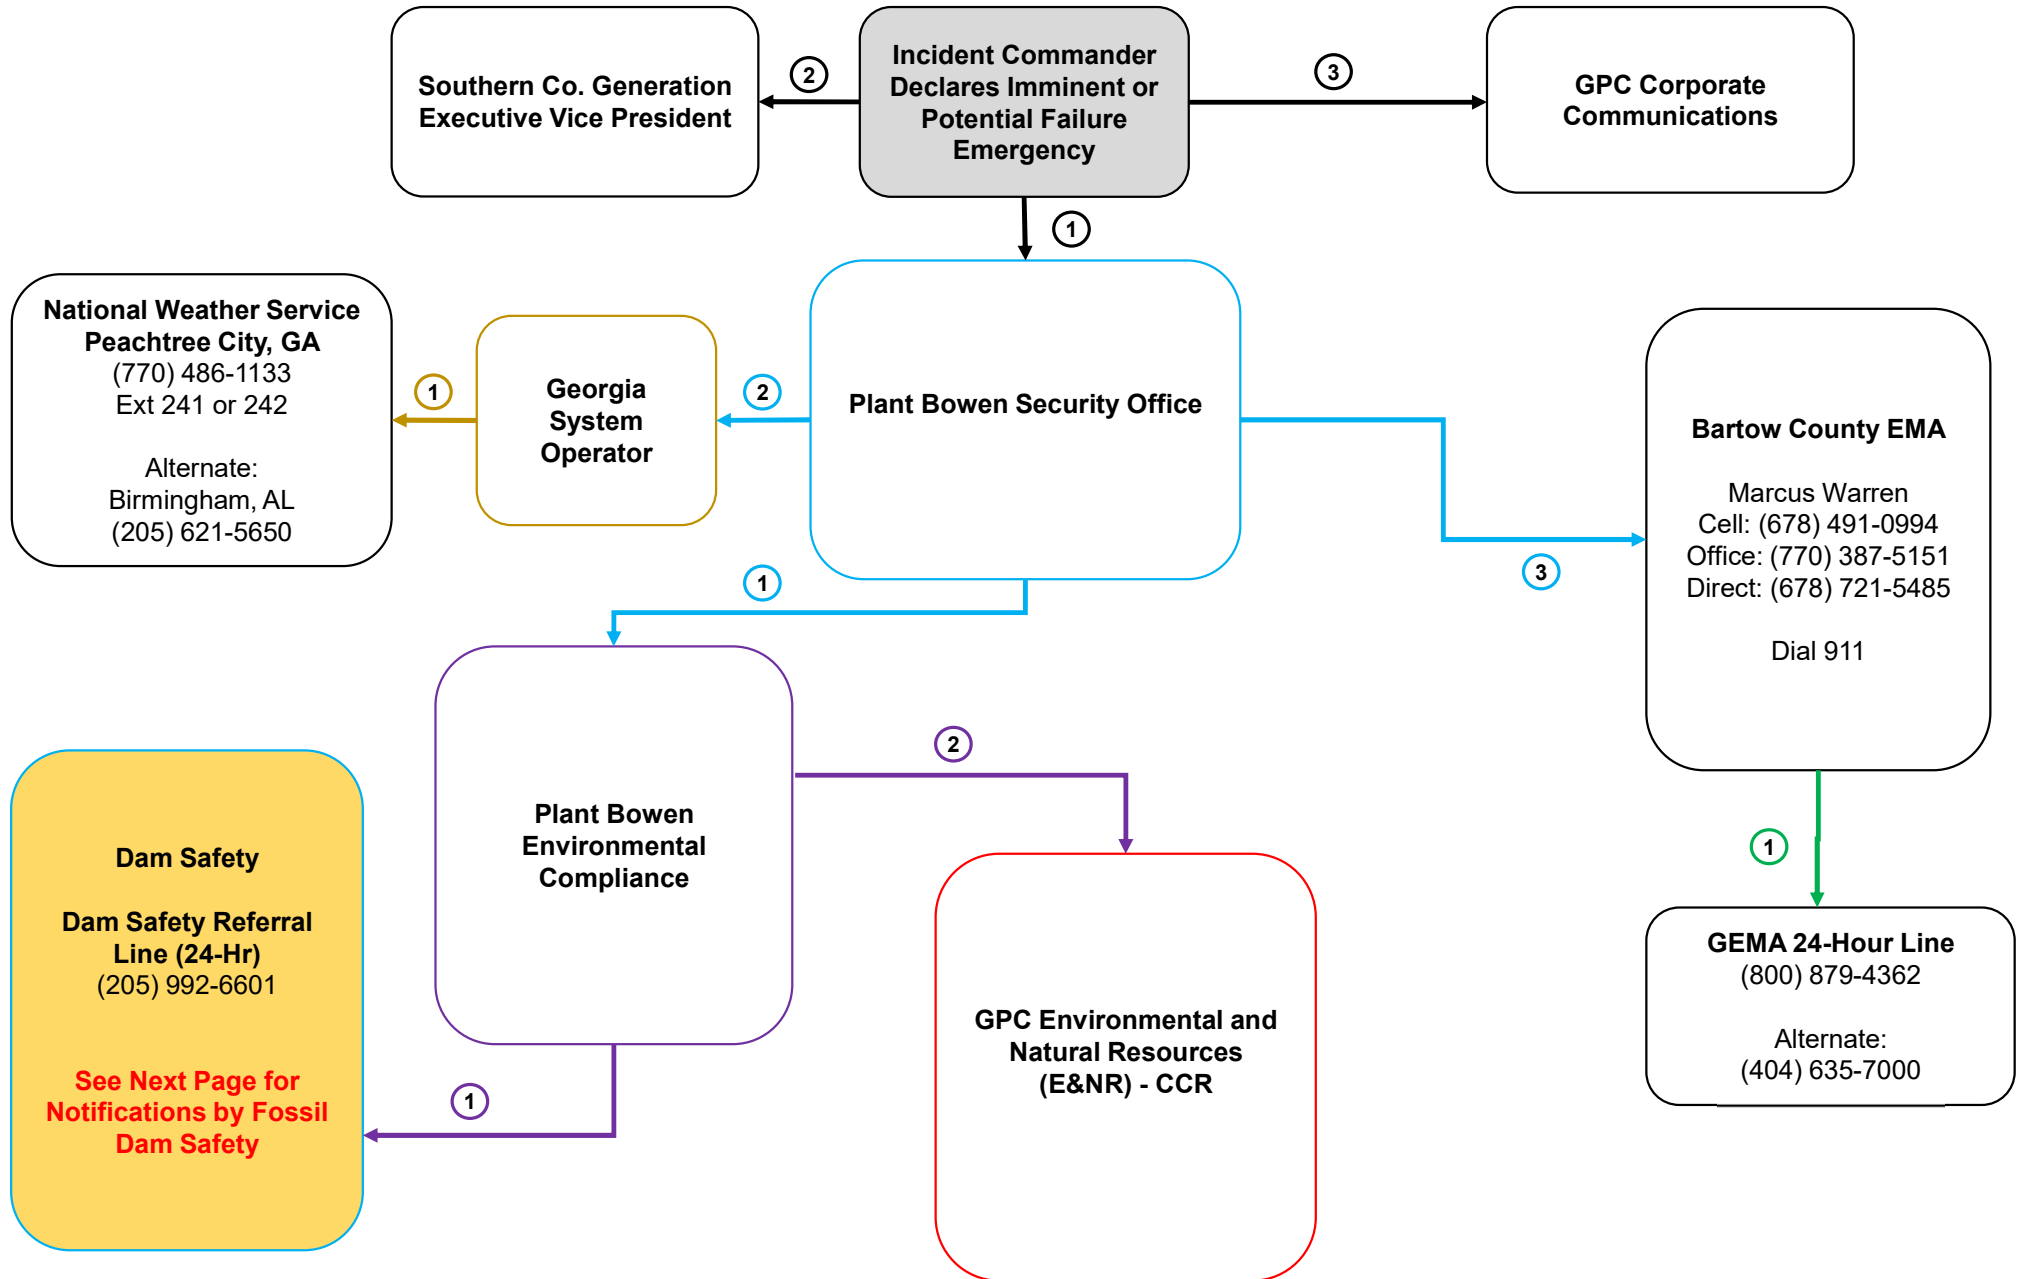 Southern Co. Generation
Executive Vice President
2
Incident Commander
Declares Imminent or
Potential Failure
Emergency
3
GPC Corporate
Communications
1
National Weather Service
Peachtree City, GA
(770) 486-1133
Ext 241 or 242
Alternate:
Birmingham, AL
(205) 621-5650
1
Georgia
System
Operator
2
Plant Bowen Security Office
3
Bartow County EMA
Marcus Warren
Cell: (678) 491-0994
Office: (770) 387-5151
Direct: (678) 721-5485
Dial 911
1
Plant Bowen
Environmental
Compliance
2
1
Dam Safety
Dam Safety Referral
Line (24-Hr)
(205) 992-6601
See Next Page for
Notifications by Fossil
Dam Safety
1
GPC Environmental and
Natural Resources
(E&NR) - CCR
GEMA 24-Hour Line
(800) 879-4362
Alternate:
(404) 635-7000